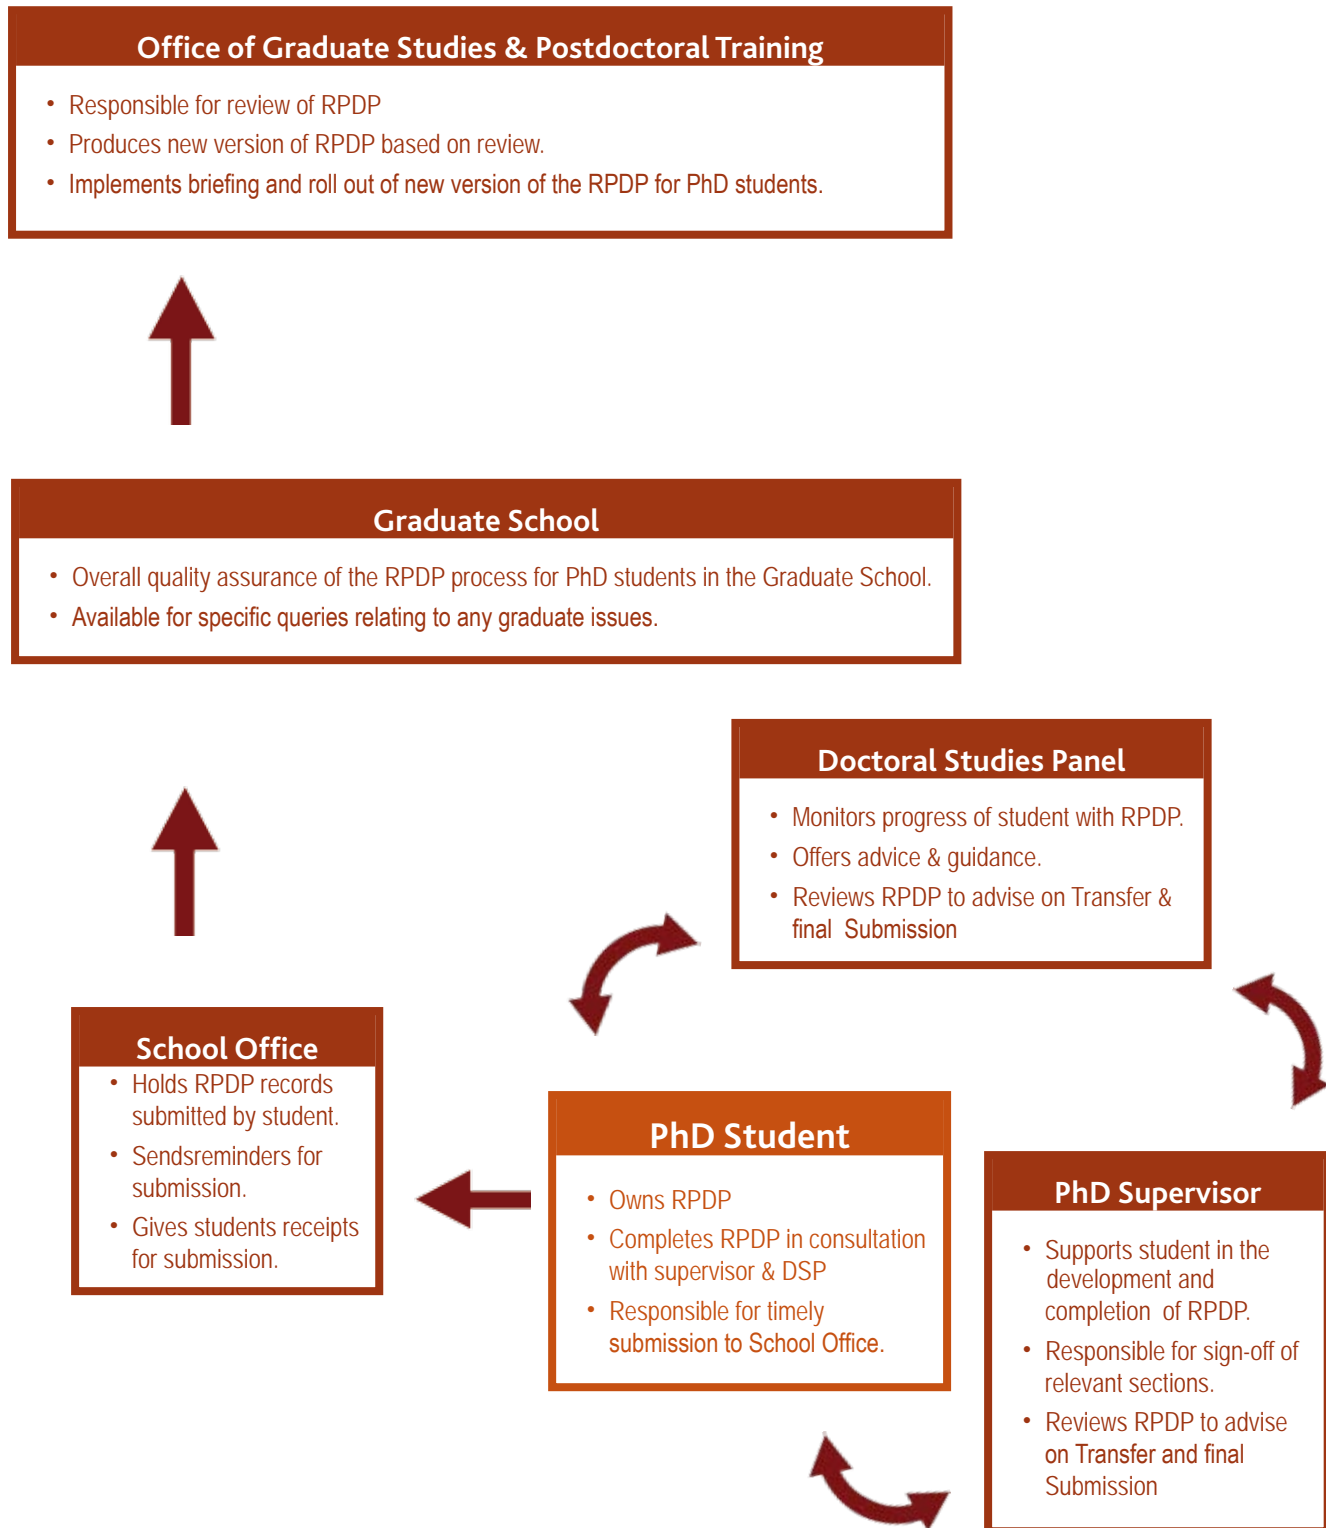 Office of Graduate Studies & Postdoctoral Training
• Responsible for review of RPDP
• Produces new version of RPDP based on review.
• Implements briefing and roll out of new version of the RPDP for PhD students.
Graduate School
• Overall quality assurance of the RPDP process for PhD students in the Graduate School.
• Available for specific queries relating to any graduate issues.
Doctoral Studies Panel
• Monitors progress of student with RPDP.
• Offers advice & guidance.
• Reviews RPDP to advise on Transfer &
final Submission
School Office
• Holds RPDP records
submitted by student.
• Sendsreminders for
submission.
• Gives students receipts
for submission.
PhD Student
• Owns RPDP
• Completes RPDP in consultation
with supervisor & DSP
• Responsible for timely
submission to School Office.
PhD Supervisor
• Supports student in the
development and
completion of RPDP.
• Responsible for sign-off of
relevant sections.
• Reviews RPDP to advise
on Transfer and final
Submission